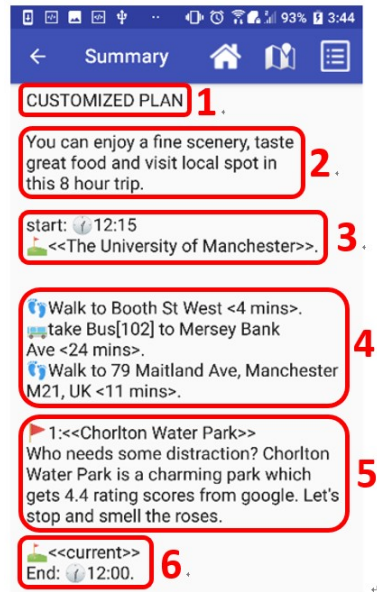 93% 3:44
Summary
CUSTOMIZED PLAN
1
You can enjoy a fine scenery, taste
great food and visit local spot in
this 8 hour trip.
2
start: 🕜12:15
⛳<<The University of Manchester>>.
3
👣Walk to Booth St West <4 mins>.
🚌take Bus[102] to Mersey Bank
Ave <24 mins>.
👣Walk to 79 Maitland Ave, Manchester
M21, UK <11 mins>.
4
🚩1:<<Chorlton Water Park>>
Who needs some distraction? Chorlton
Water Park is a charming park which
gets 4.4 rating scores from google. Let's
stop and smell the roses.
5
⛳<<current>>
End: 🕜12:00.
6